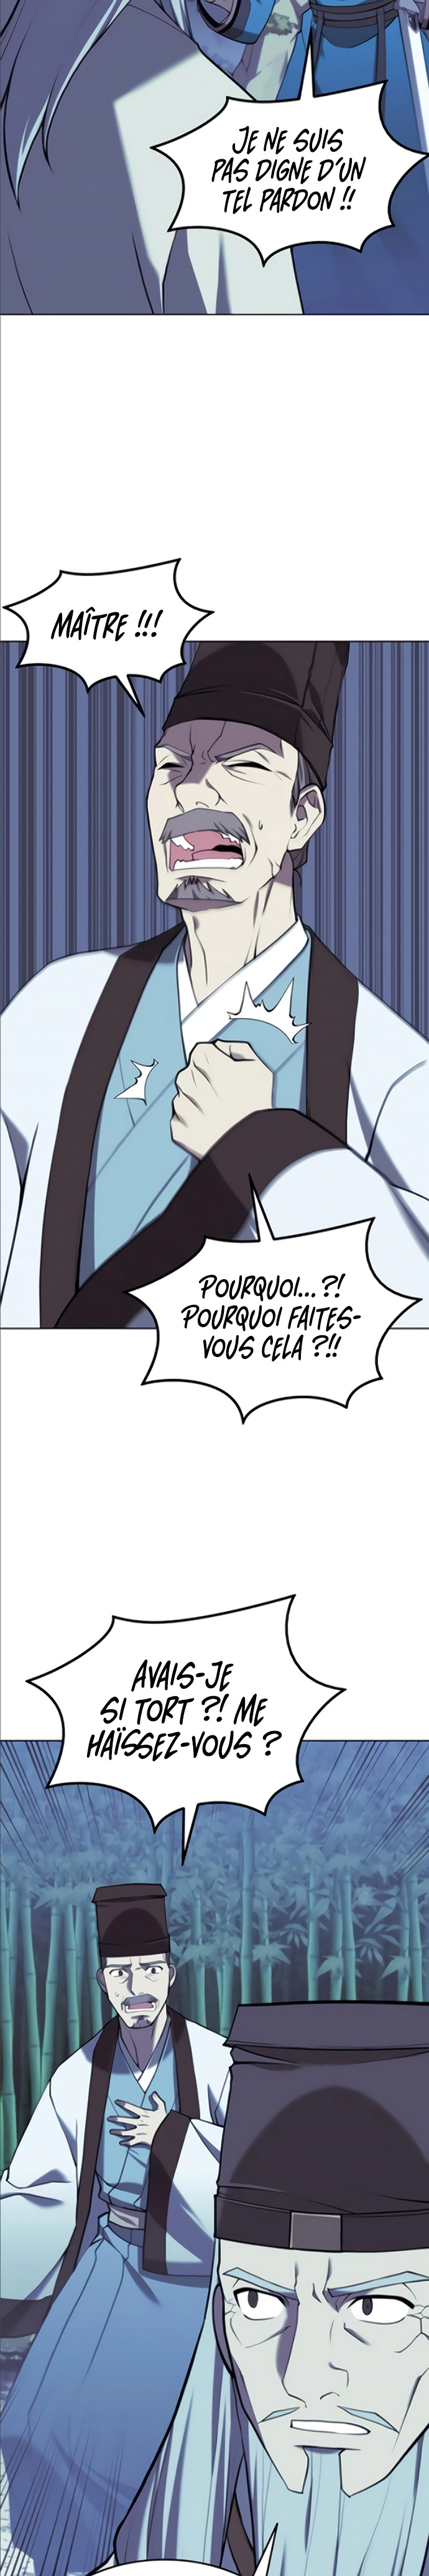 JE NE SUIS
PAS DIGNE D'UN
TEL PARDON !!
MAÎTRE !!!
POURQUOI... ?!
POURQUOI FAITES-
VOUS CELA ?!!
AVAIS-JE
SI TORT ?! ME
HAÏSSEZ-VOUS ?